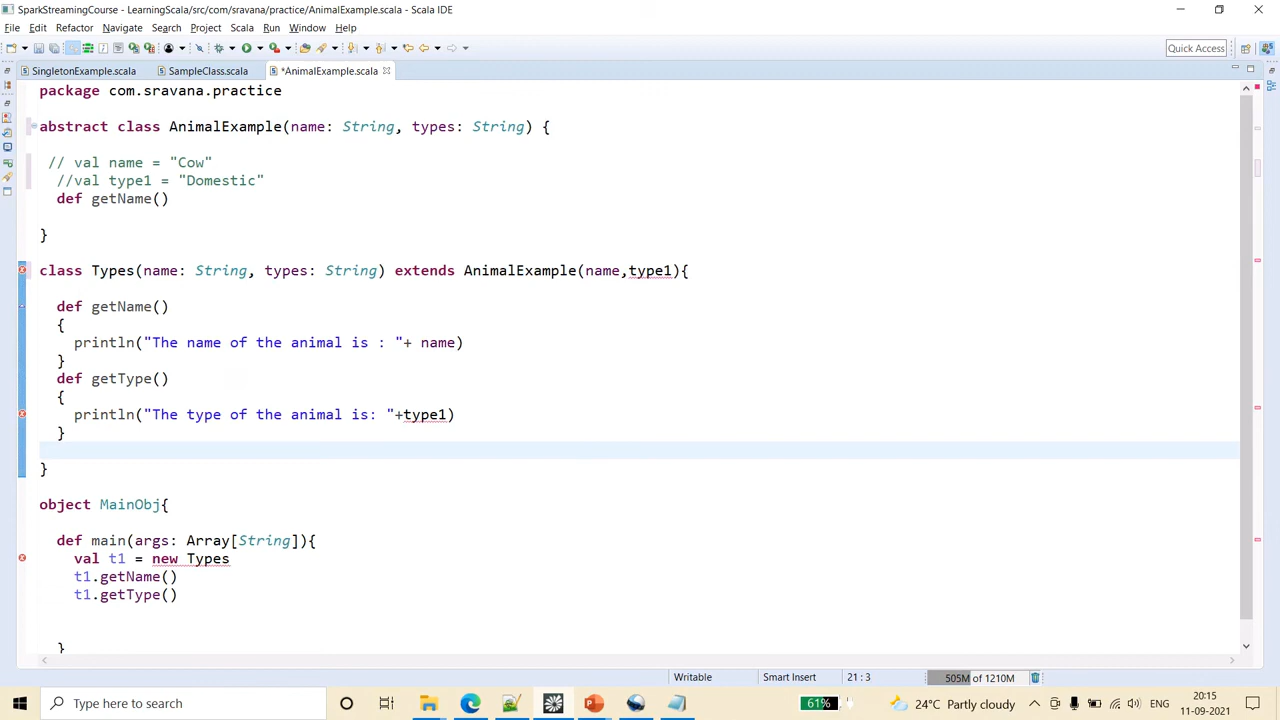 SparkStreamingCourse - LearningScala/src/com/sravana/practice/AnimalExample.scala - Scala IDE
File Edit Refactor Navigate Search Project Scala Run Window Help
Quick Access
SingletonExample.scala SampleClass.scala *AnimalExample.scala
package com.sravana.practice
abstract class AnimalExample(name: String, types: String) {
// val name = "Cow"
//val type1 = "Domestic"
def getName()
}
class Types(name: String, types: String) extends AnimalExample(name,type1){
def getName()
{
println("The name of the animal is : "+ name)
}
def getType()
{
println("The type of the animal is: "+type1)
}
}
object MainObj{
def main(args: Array[String]){
val t1 = new Types
t1.getName()
t1.getType()
}
Writable Smart Insert 21 : 3 505M of 1210M
Type here to search 61% 24°C Partly cloudy ENG 20:15
11-09-2021